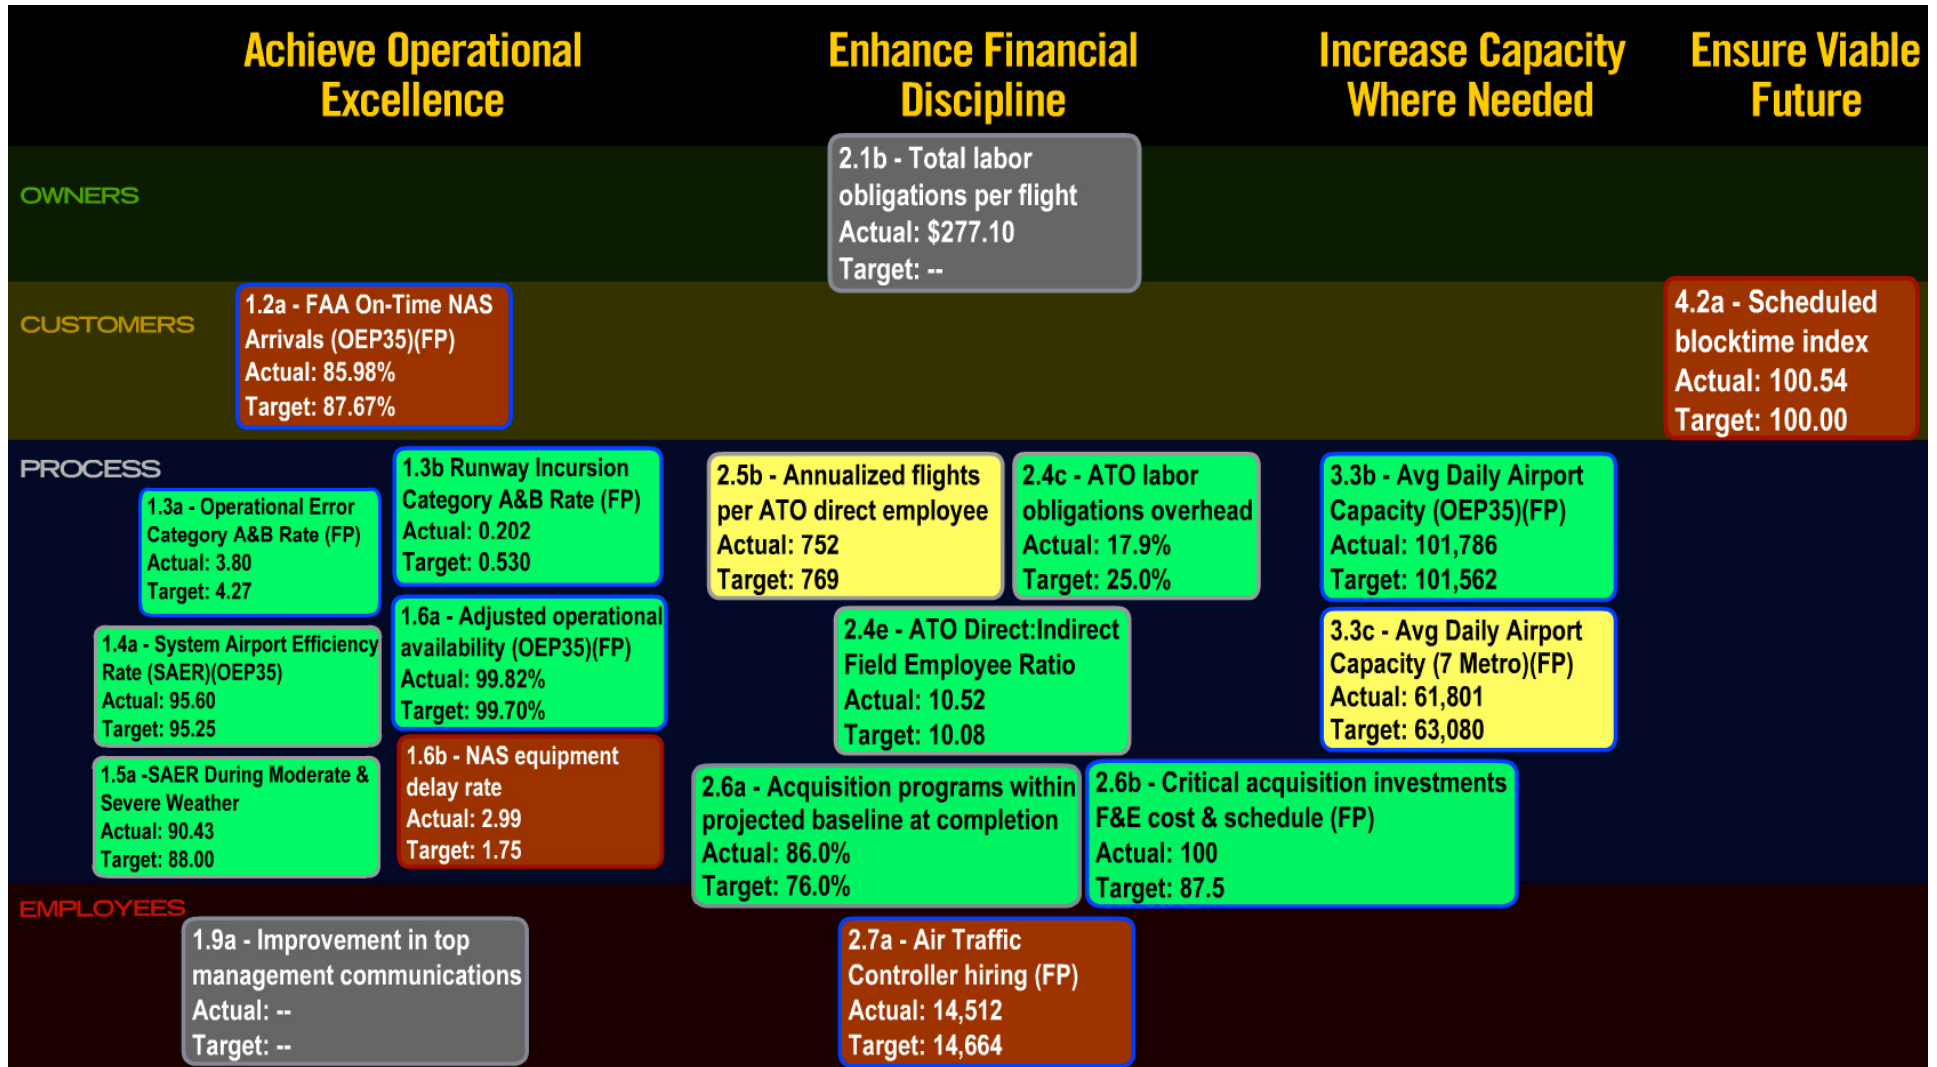 Achieve Operational
Excellence
Enhance Financial
Discipline
Increase Capacity
Where Needed
Ensure Viable
Future
OWNERS
2.1b - Total labor
obligations per flight
Actual: $277.10
Target: --
CUSTOMERS
1.2a - FAA On-Time NAS
Arrivals (OEP35)(FP)
Actual: 85.98%
Target: 87.67%
4.2a - Scheduled
blocktime index
Actual: 100.54
Target: 100.00
PROCESS
1.3a - Operational Error
Category A&B Rate (FP)
Actual: 3.80
Target: 4.27
1.3b Runway Incursion
Category A&B Rate (FP)
Actual: 0.202
Target: 0.530
1.4a - System Airport Efficiency
Rate (SAER)(OEP35)
Actual: 95.60
Target: 95.25
1.6a - Adjusted operational
availability (OEP35)(FP)
Actual: 99.82%
Target: 99.70%
1.5a -SAER During Moderate &
Severe Weather
Actual: 90.43
Target: 88.00
1.6b - NAS equipment
delay rate
Actual: 2.99
Target: 1.75
2.5b - Annualized flights
per ATO direct employee
Actual: 752
Target: 769
2.4c - ATO labor
obligations overhead
Actual: 17.9%
Target: 25.0%
2.4e - ATO Direct:Indirect
Field Employee Ratio
Actual: 10.52
Target: 10.08
2.6a - Acquisition programs within
projected baseline at completion
Actual: 86.0%
Target: 76.0%
2.6b - Critical acquisition investments
F&E cost & schedule (FP)
Actual: 100
Target: 87.5
3.3b - Avg Daily Airport
Capacity (OEP35)(FP)
Actual: 101,786
Target: 101,562
3.3c - Avg Daily Airport
Capacity (7 Metro)(FP)
Actual: 61,801
Target: 63,080
EMPLOYEES
1.9a - Improvement in top
management communications
Actual: --
Target: --
2.7a - Air Traffic
Controller hiring (FP)
Actual: 14,512
Target: 14,664